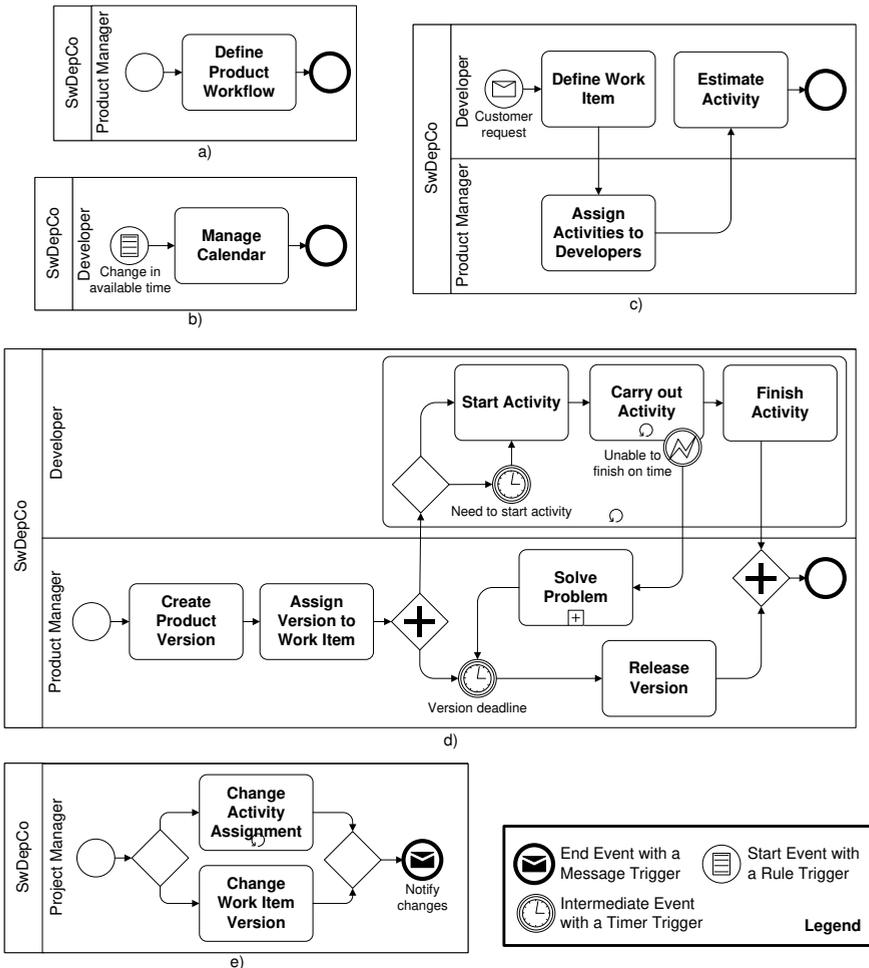 SwDepCo
Product Manager
Define
Product
Workflow
a)
SwDepCo
Developer
Change in
available time
Manage
Calendar
b)
SwDepCo
Developer
Customer
request
Define Work
Item
Estimate
Activity
Product Manager
Assign
Activities to
Developers
c)
SwDepCo
Developer
Start Activity
Carry out
Activity
Finish
Activity
Unable to
finish on time
Need to start activity
Product Manager
Create
Product
Version
Assign
Version to
Work Item
Solve
Problem
Version deadline
Release
Version
d)
SwDepCo
Project Manager
Change
Activity
Assignment
Change
Work Item
Version
Notify
changes
e)
End Event with a
Message Trigger
Start Event with
a Rule Trigger
Intermediate Event
with a Timer Trigger
Legend